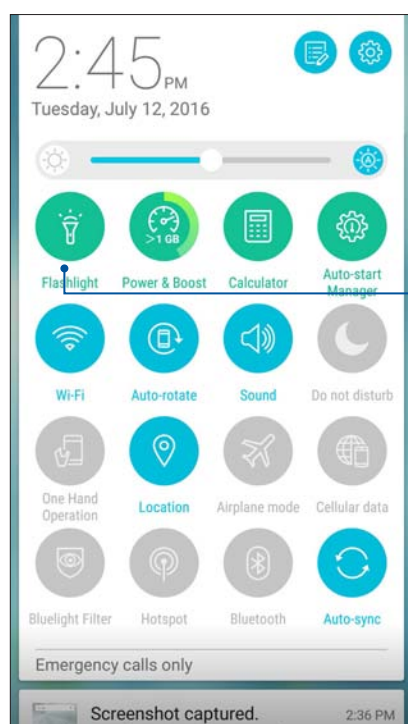 2:45 PM
Tuesday, July 12, 2016
A
>1 GB
Flashlight Power & Boost Calculator Auto-start Manager
Wi-Fi Auto-rotate Sound Do not disturb
One Hand Operation Location Airplane mode Cellular data
Bluelight Filter Hotspot Bluetooth Auto-sync
Emergency calls only
Screenshot captured. 2:36 PM